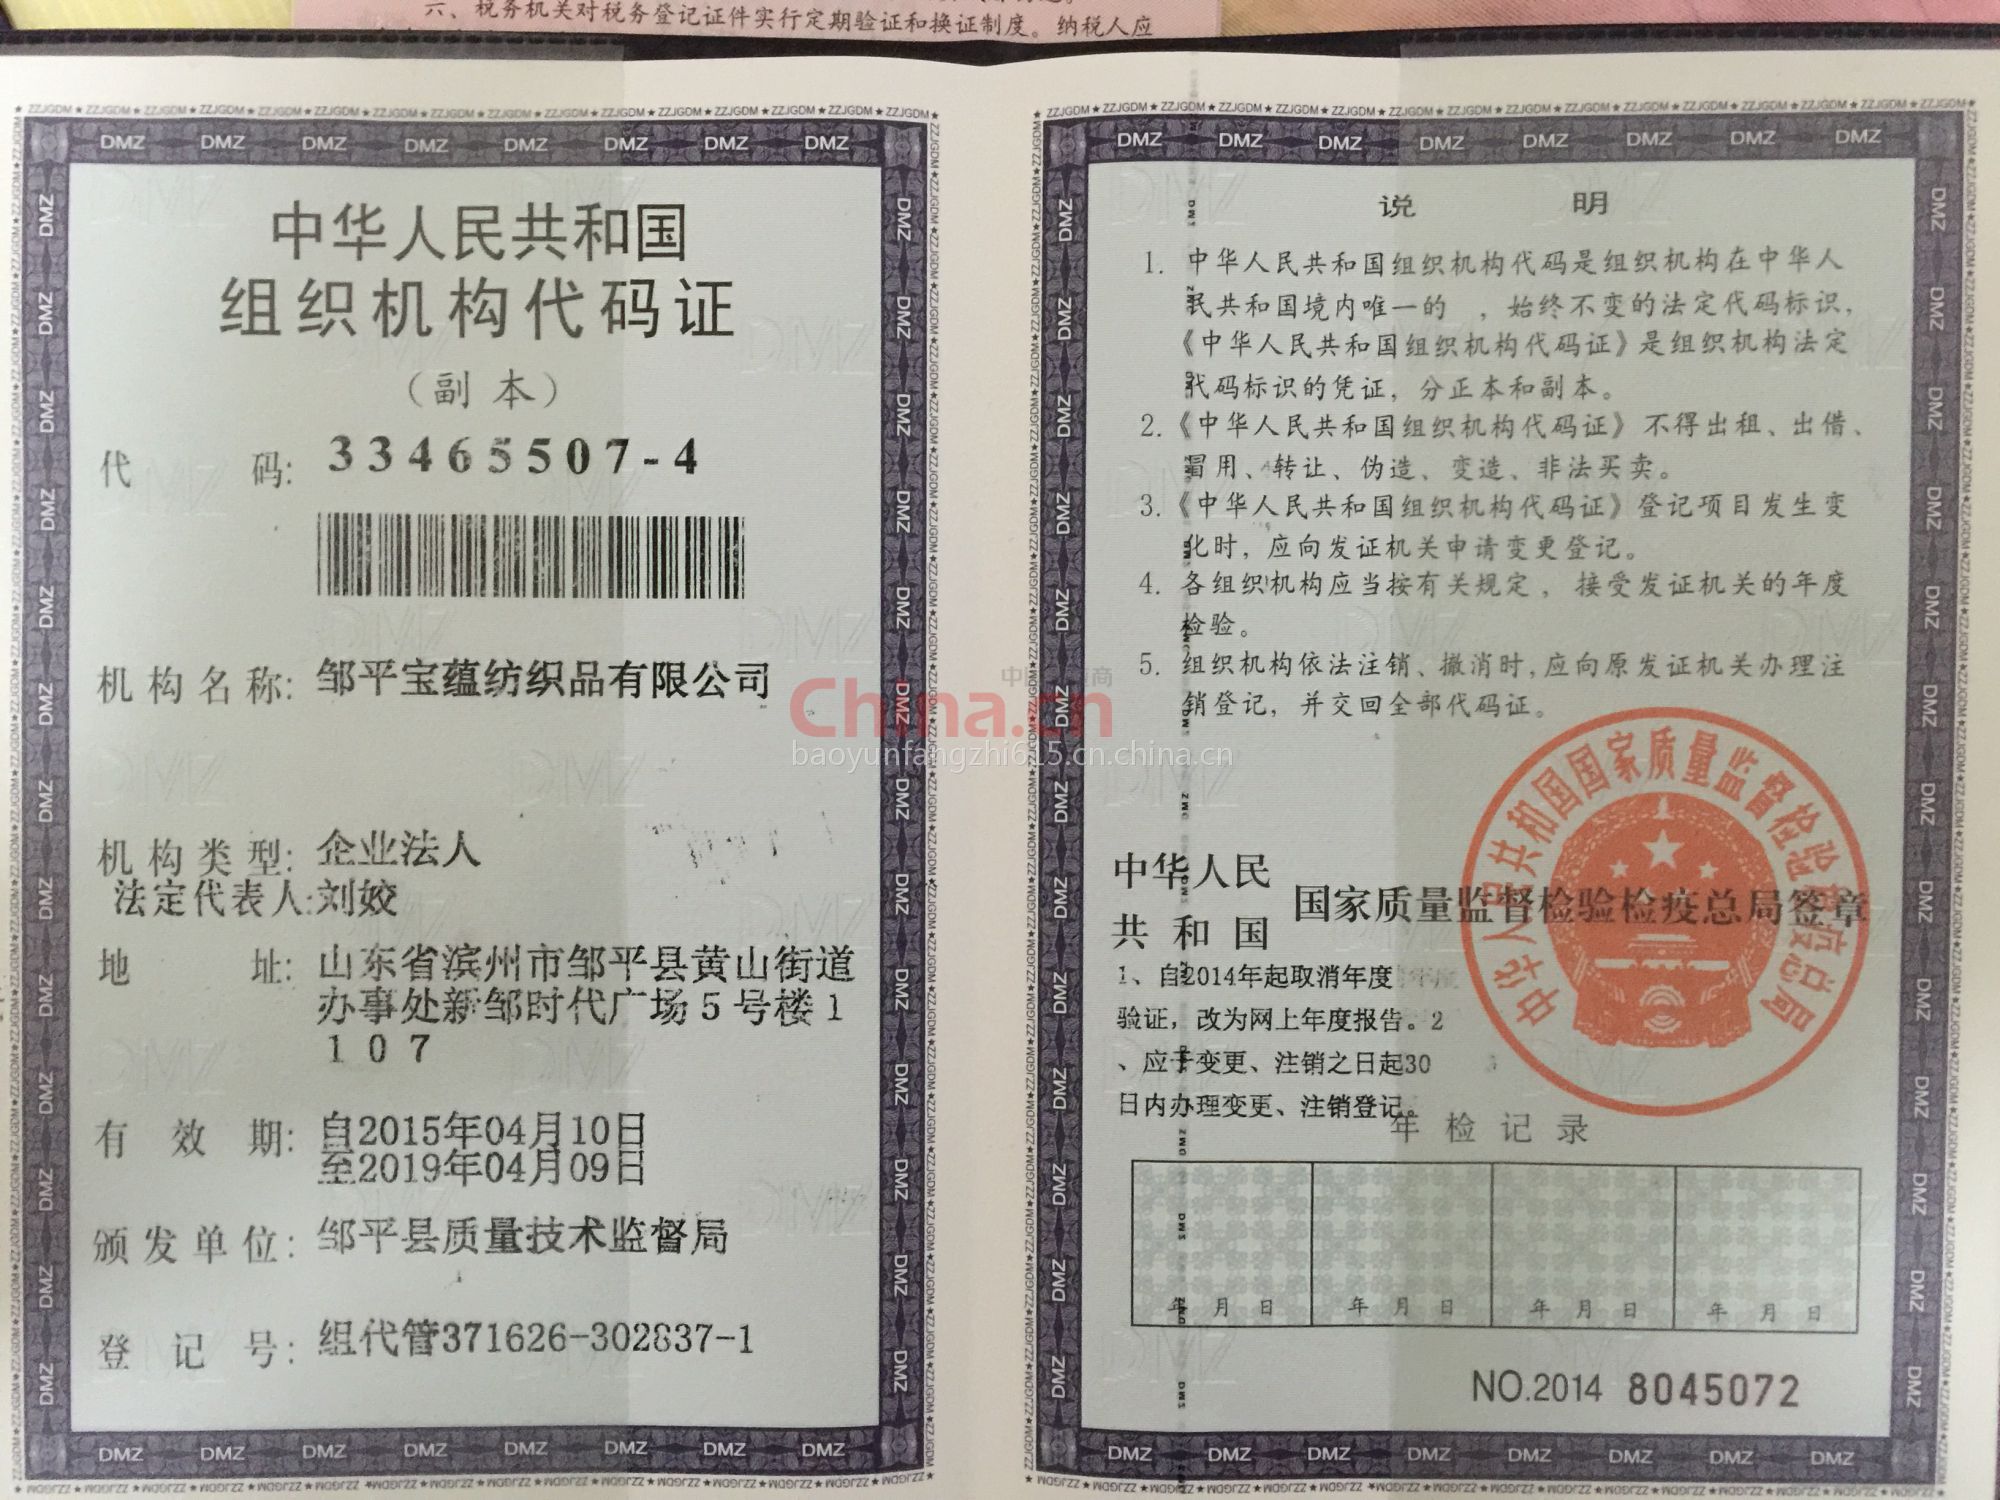 六、税务机关对税务登记证件实行定期验证和换证制度。纳税人应
中华人民共和国
组织机构代码证
（副本）
代码: 33465507-4
机构名称: 邹平宝蕴纺织品有限公司
机构类型: 企业法人
法定代表人:刘姣
地址: 山东省滨州市邹平县黄山街道
办事处新邹时代广场5号楼1
107
有效期: 自2015年04月10日
至2019年04月09日
颁发单位: 邹平县质量技术监督局
登记号: 组代管371626-302837-1
说明
1. 中华人民共和国组织机构代码是组织机构在中华人
民共和国境内唯一的 ，始终不变的法定代码标识，
《中华人民共和国组织机构代码证》是组织机构法定
代码标识的凭证，分正本和副本。
2.《中华人民共和国组织机构代码证》不得出租、出借、
冒用、转让、伪造、变造、非法买卖。
3.《中华人民共和国组织机构代码证》登记项目发生变
化时，应向发证机关申请变更登记。
4. 各组织机构应当按有关规定，接受发证机关的年度
检验。
5. 组织机构依法注销、撤消时,应向原发证机关办理注
销登记，并交回全部代码证。
China.cn
baoyunfangzhi615.cn.china.cn
中华人民共和国国家质量监督检验检疫总局
中华人民
共和国
国家质量监督检验检疫总局签章
1、自2014年起取消年度
验证，改为网上年度报告。2
、应于变更、注销之日起30
日内办理变更、注销登记。
年检记录
年 月 日 年 月 日 年 月 日 年 月 日
NO.2014 8045072